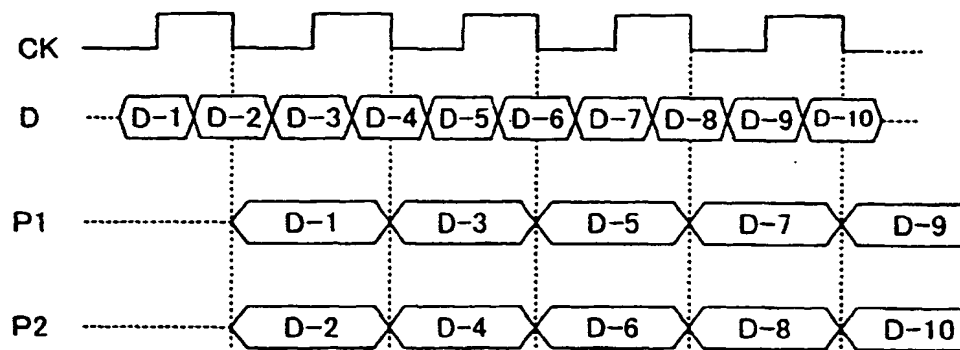 CK
D D-1 D-2 D-3 D-4 D-5 D-6 D-7 D-8 D-9 D-10
P1 D-1 D-3 D-5 D-7 D-9
P2 D-2 D-4 D-6 D-8 D-10